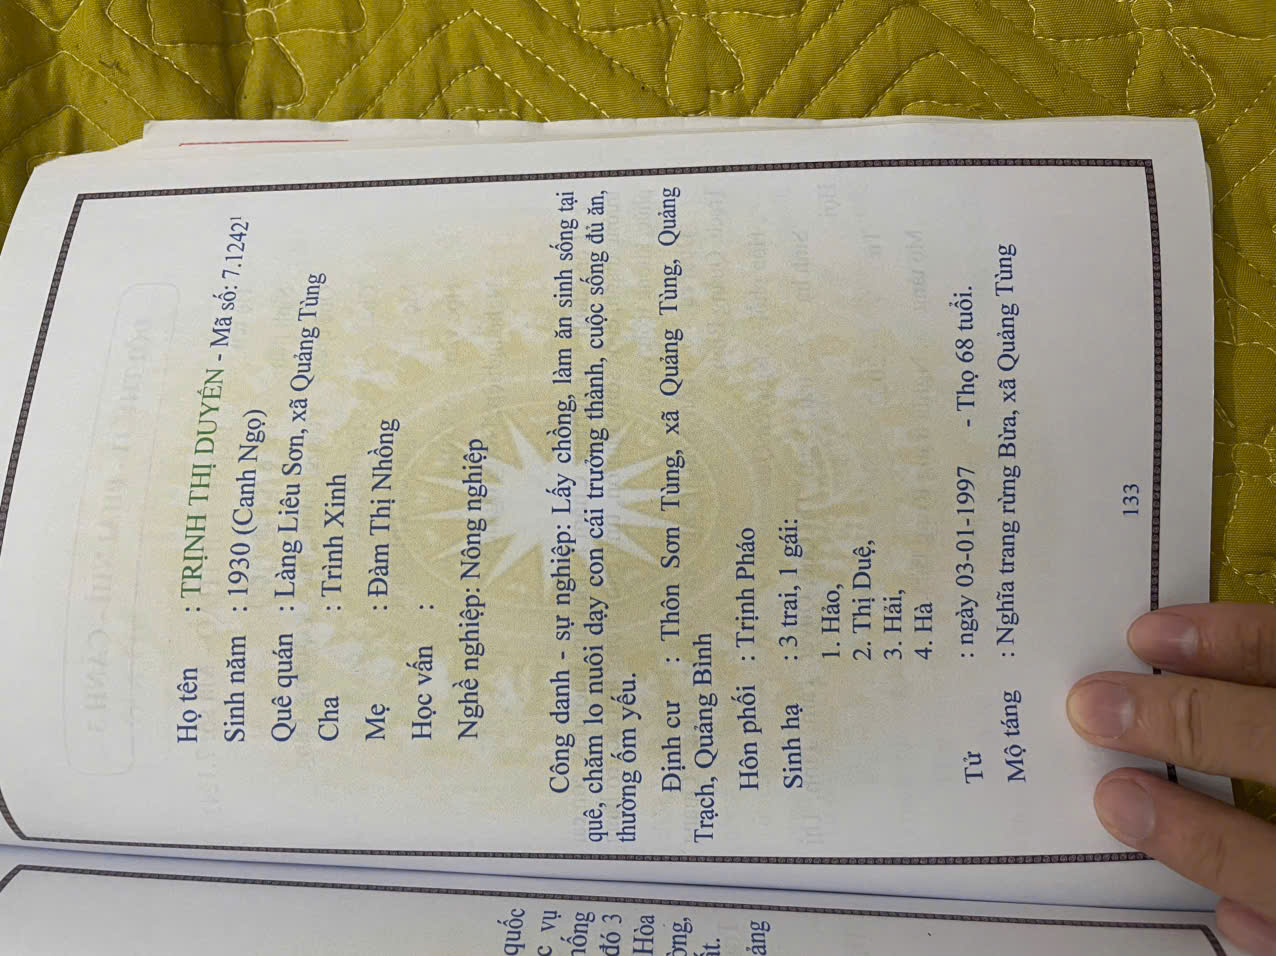 Họ tên : TRỊNH THỊ DUYÉN - Mã số: 7.1242¹
Sinh năm : 1930 (Canh Ngọ)
Quê quán : Làng Liêu Sơn, xã Quảng Tùng
Cha : Trình Xinh
Mẹ : Đàm Thị Nhồng
Học vấn :
Nghề nghiệp: Nông nghiệp
Công danh - sự nghiệp: Lấy chồng, làm ăn sinh sống tại
quê, chăm lo nuôi dạy con cái trưởng thành, cuộc sống đủ ăn,
thường ốm yếu.
Định cư : Thôn Sơn Tùng, xã Quảng Tùng, Quảng
Trạch, Quảng Bình
Hôn phối : Trịnh Pháo
Sinh hạ : 3 trai, 1 gái:
1. Hảo,
2. Thị Duệ,
3. Hải,
4. Hà
Tử : ngày 03-01-1997 - Thọ 68 tuổi.
Mộ táng : Nghĩa trang rừng Bừa, xã Quảng Tùng
133
quốc
c vụ
đó 3
Hòa
ảng